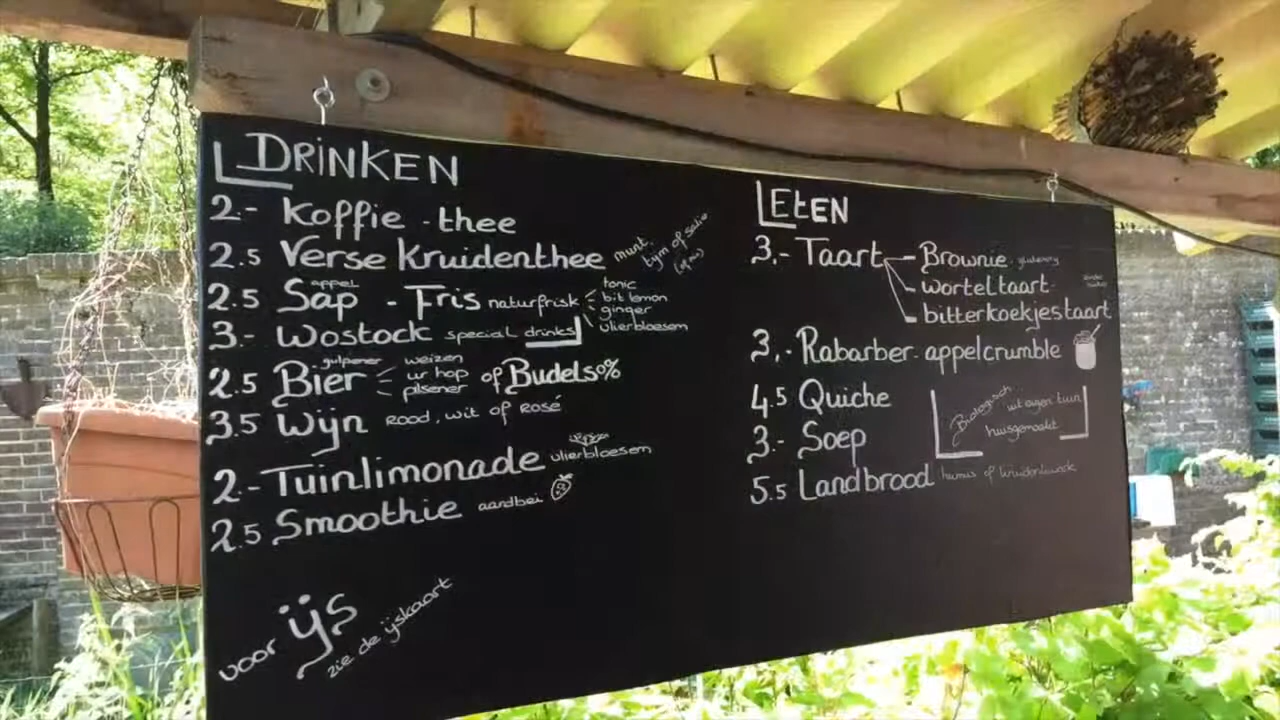 DRINKEN
2.- Koffie - thee
2.5 Verse Kruidenthee munt, tijm of salie
2.5 Sap appel - Fris naturfrisk tonic
bit lemon
ginger
vlierbloesem
3.- Wostock special drinks
2.5 Bier gulpener weizen
ur hop
pilsener
of Budels 0%
3.5 Wijn Rood, wit of Rosé
2.- Tuinlimonade vlierbloesem
2.5 Smoothie aardbei
voor ijs
zie de ijskaart
ETEN
3,- Taart Brownie
worteltaart
bitterkoekjestaart
3,- Rabarber-appelcrumble
4.5 Quiche
3.- Soep
Biologisch
uit eigen tuin
huisgemaakt
5.5 Landbrood humus of